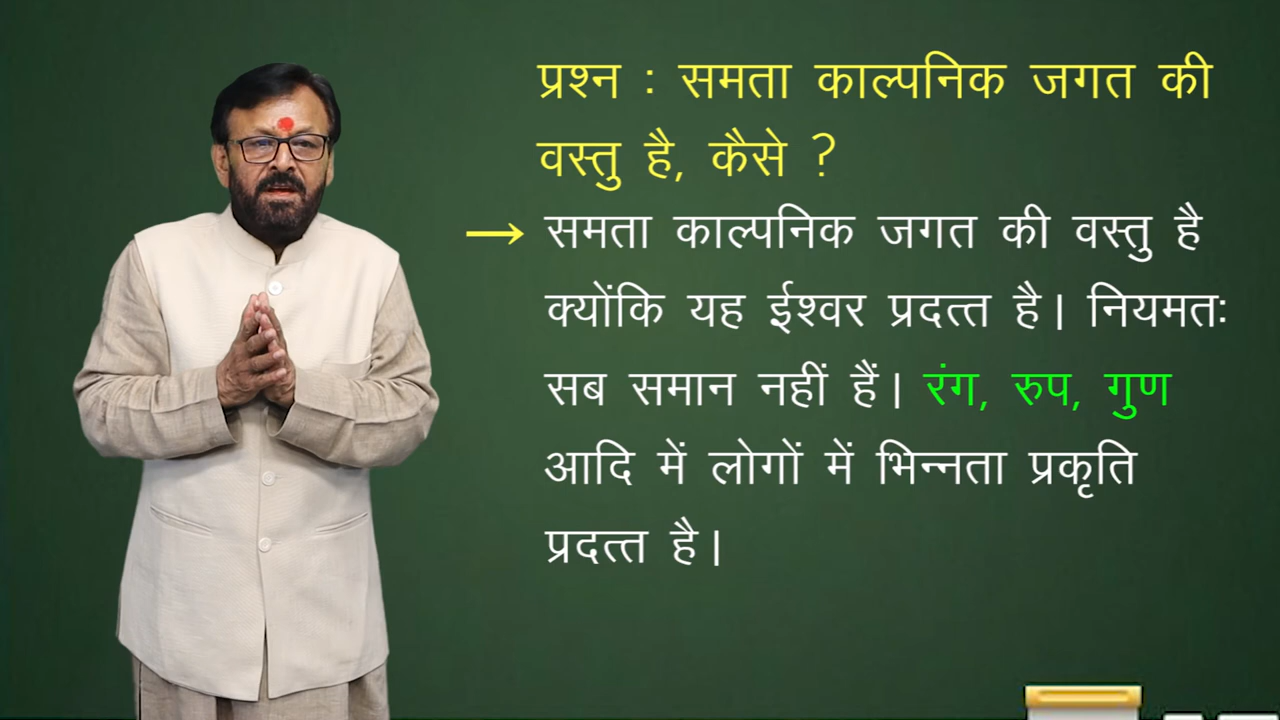 प्रश्न : समता काल्पनिक जगत की
वस्तु है, कैसे ?
→ समता काल्पनिक जगत की वस्तु है
क्योंकि यह ईश्वर प्रदत्त है। नियमतः
सब समान नहीं हैं। रंग, रुप, गुण
आदि में लोगों में भिन्नता प्रकृति
प्रदत्त है।